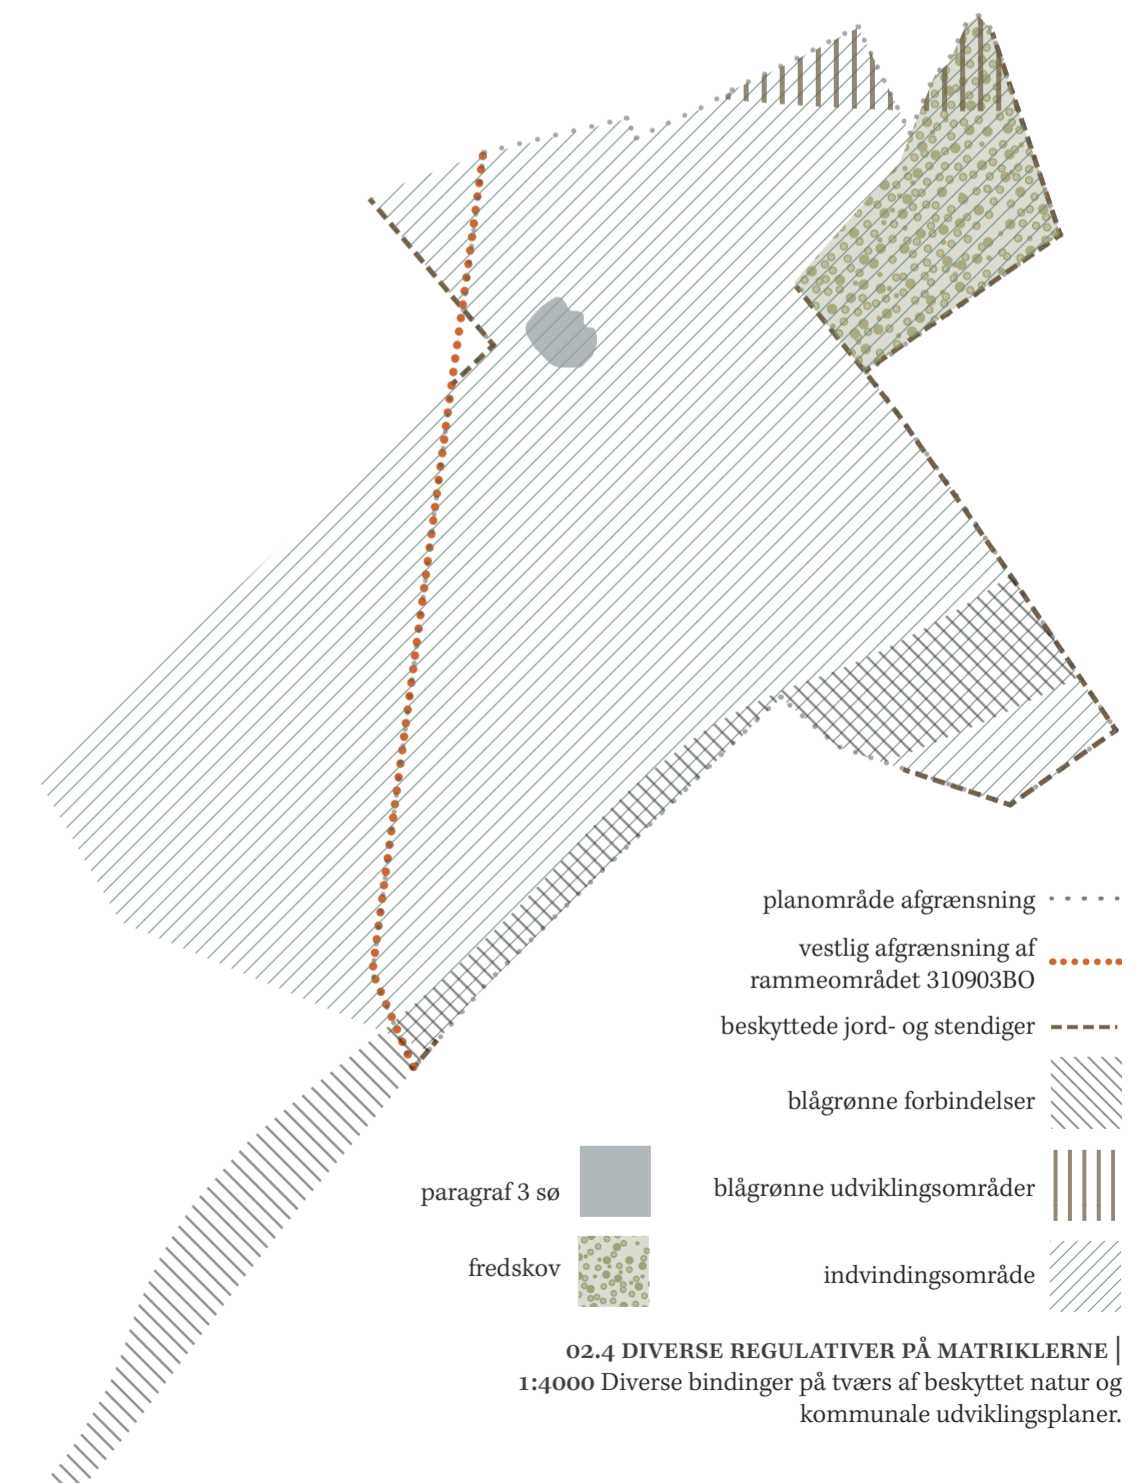 planområde afgrænsning
vestlig afgrænsning af
rammeområdet 310903BO
beskyttede jord- og stendiger
blågrønne forbindelser
paragraf 3 sø
blågrønne udviklingsområder
fredskov
indvindingsområde
02.4 DIVERSE REGULATIVER PÅ MATRIKLERNE |
1:4000 Diverse bindinger på tværs af beskyttet natur og
kommunale udviklingsplaner.